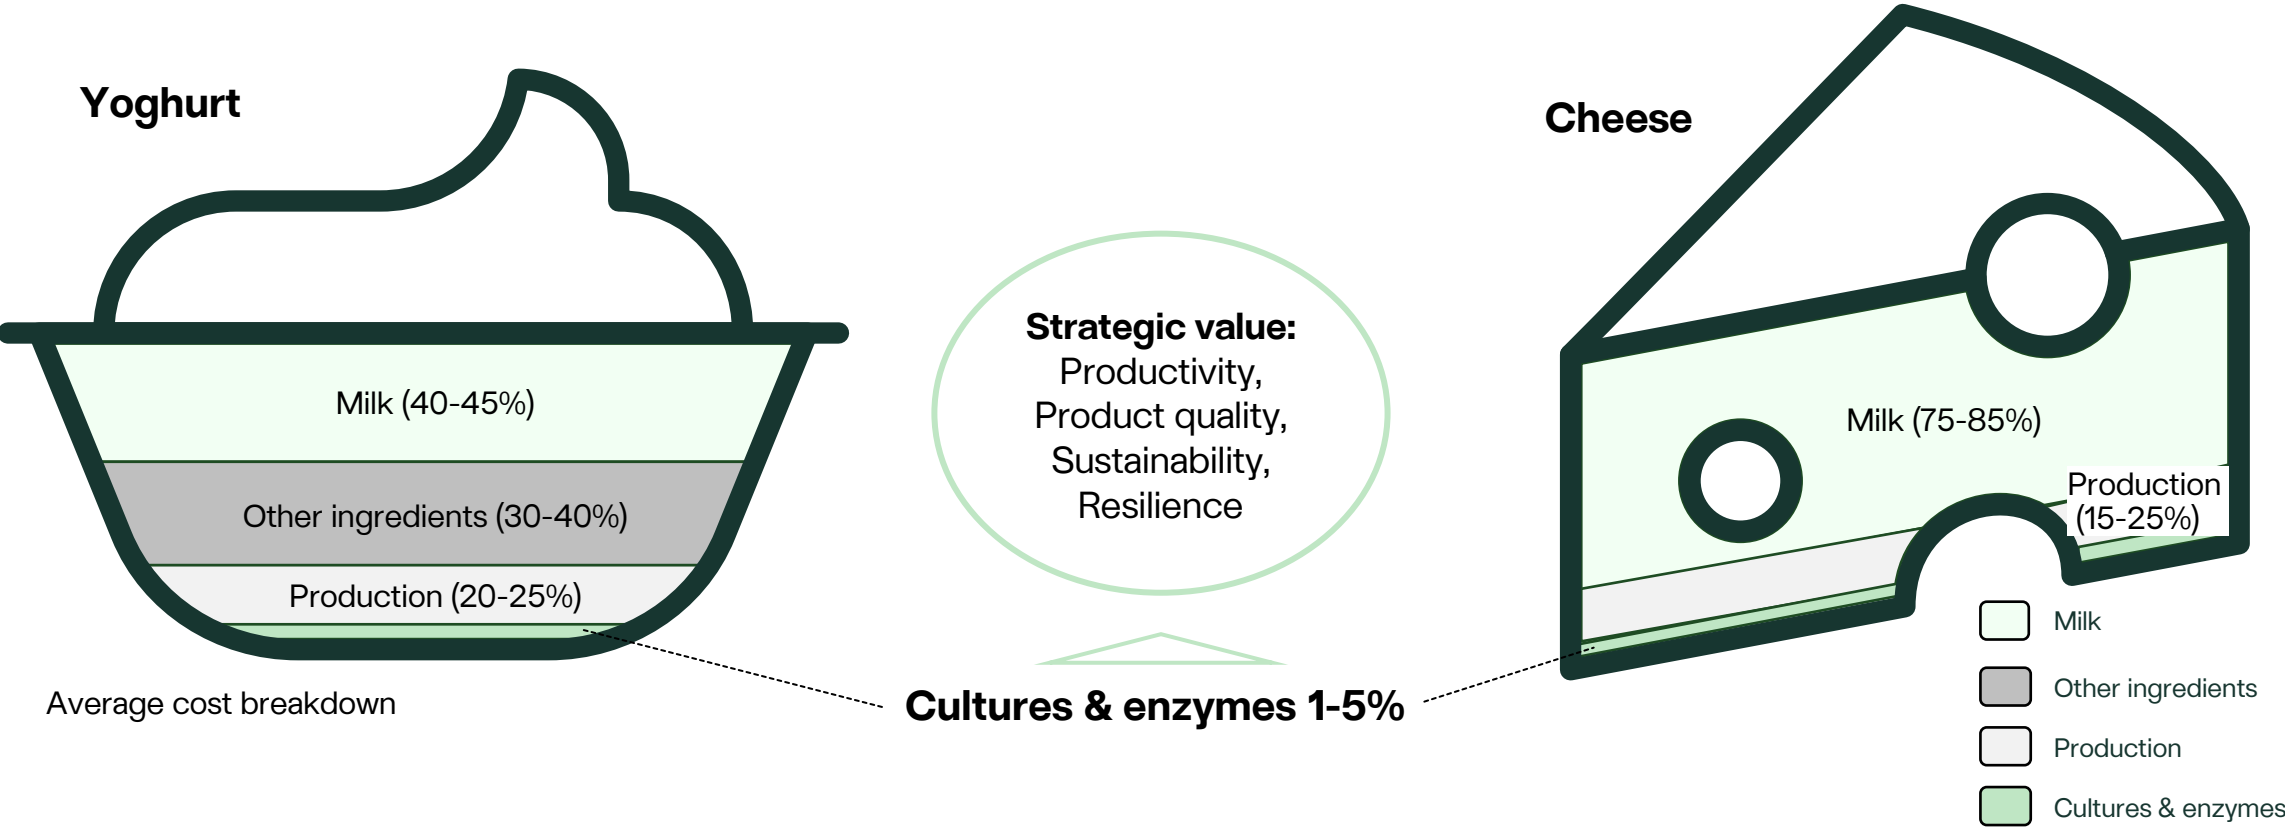 Yoghurt
Milk (40-45%)
Other ingredients (30-40%)
Production (20-25%)
Average cost breakdown
Strategic value:
Productivity,
Product quality,
Sustainability,
Resilience
Cultures & enzymes 1-5%
Cheese
Milk (75-85%)
Production
(15-25%)
Milk
Other ingredients
Production
Cultures & enzymes